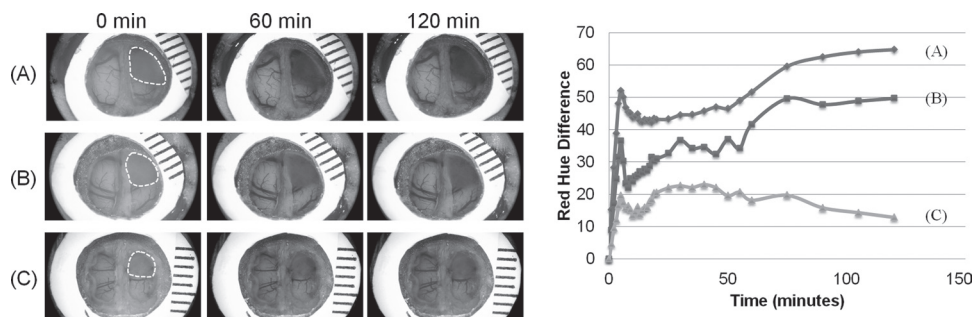 0 min 60 min 120 min
(A)
(B)
(C)
70
60
50
40
30
20
10
0
Red Hue Difference
(A)
(B)
(C)
0 50 100 150
Time (minutes)